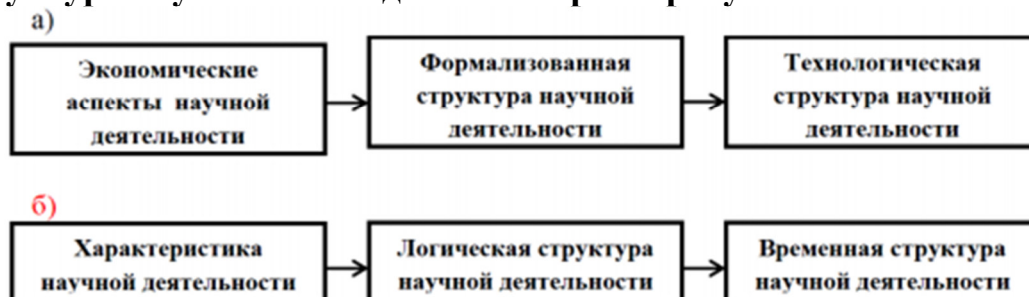 а)
Экономические
аспекты научной
деятельности
Формализованная
структура научной
деятельности
Технологическая
структура научной
деятельности
б)
Характеристика
научной деятельности
Логическая структура
научной деятельности
Временная структура
научной деятельности